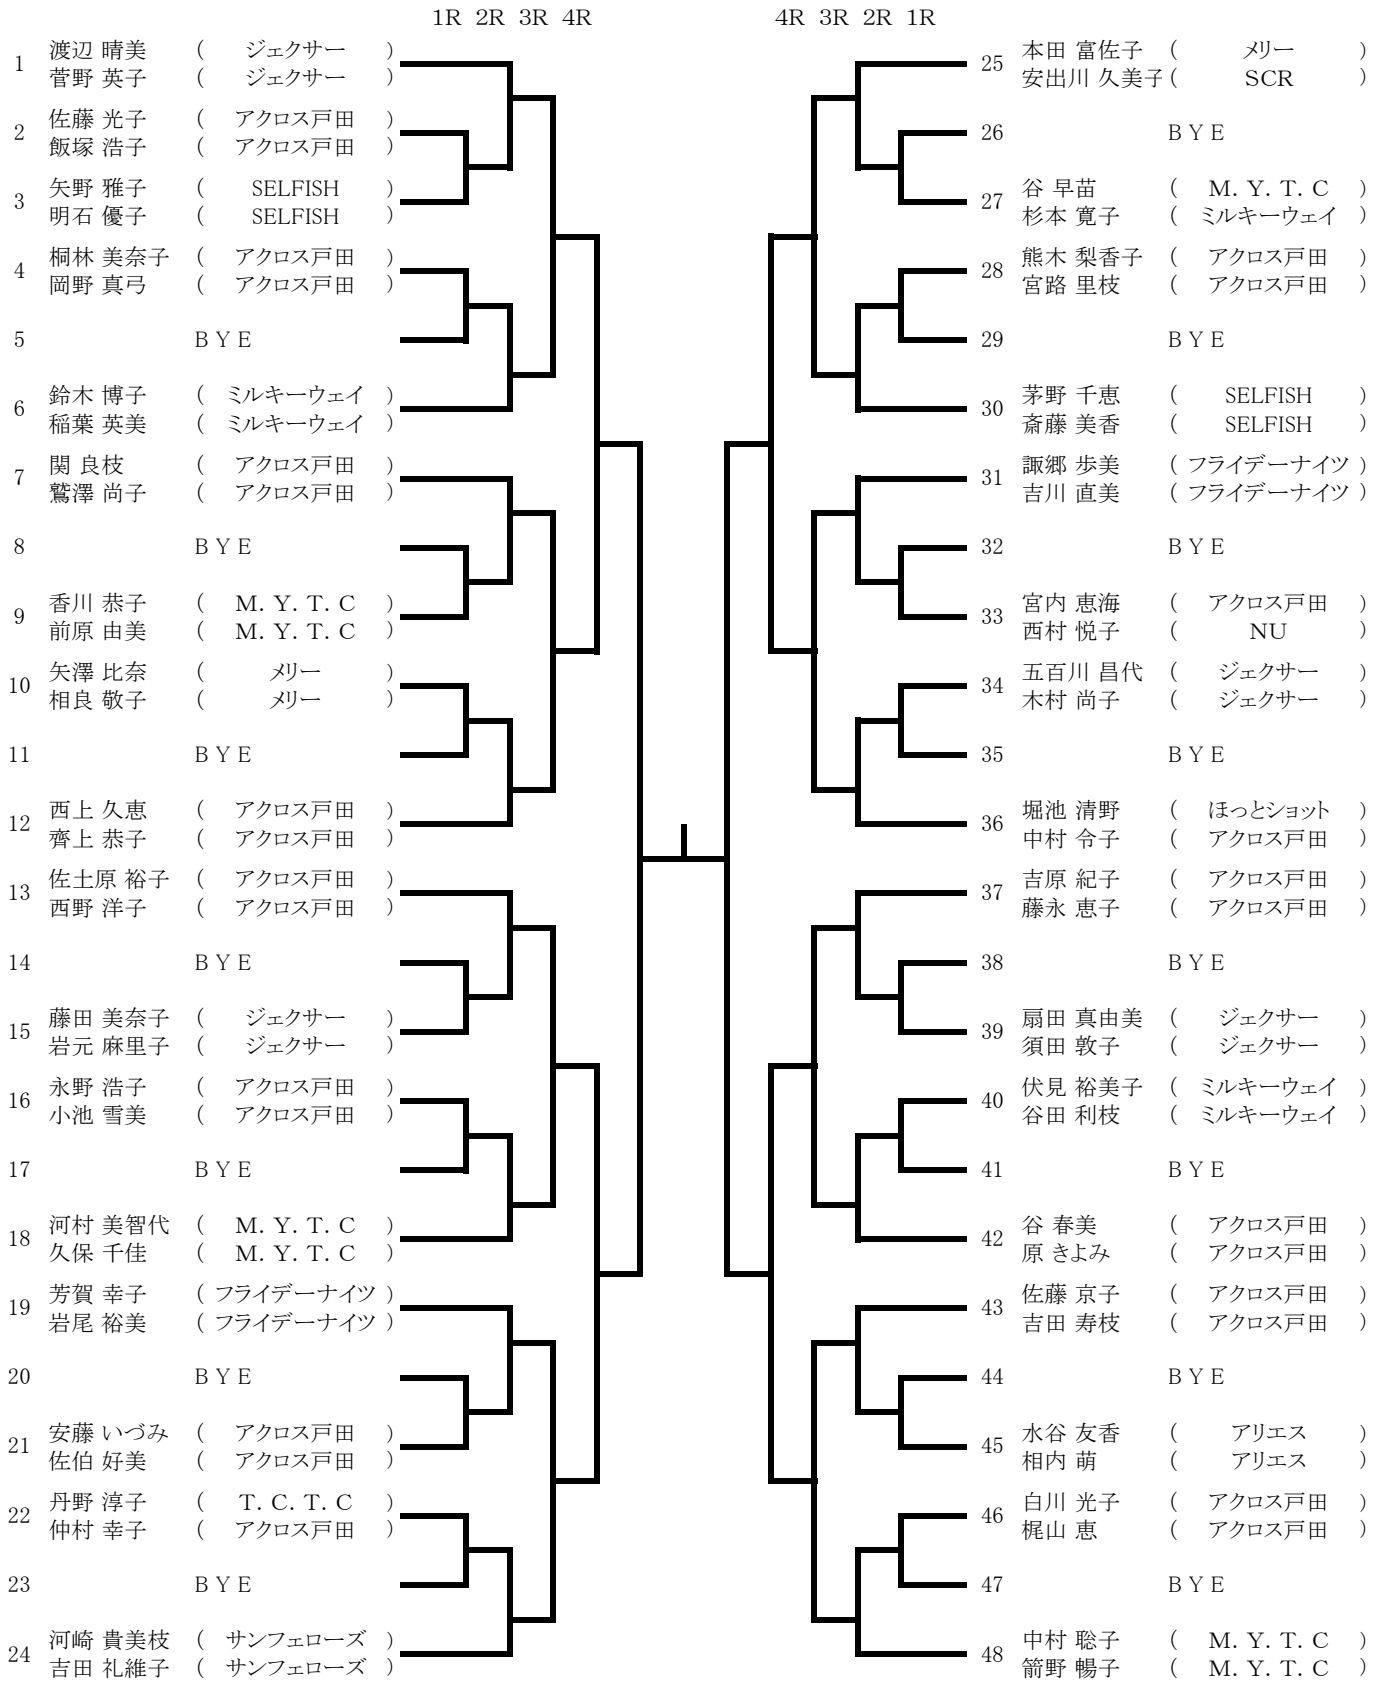 1R 2R 3R 4R
1 渡辺 晴美 ( ジェクサー )
菅野 英子 ( ジェクサー )
2 佐藤 光子 ( アクロス戸田 )
飯塚 浩子 ( アクロス戸田 )
3 矢野 雅子 ( SELFISH )
明石 優子 ( SELFISH )
4 桐林 美奈子 ( アクロス戸田 )
岡野 真弓 ( アクロス戸田 )
5 B Y E
6 鈴木 博子 ( ミルキーウェイ )
稲葉 英美 ( ミルキーウェイ )
7 関 良枝 ( アクロス戸田 )
鷲澤 尚子 ( アクロス戸田 )
8 B Y E
9 香川 恭子 ( M. Y. T. C )
前原 由美 ( M. Y. T. C )
10 矢澤 比奈 ( メリー )
相良 敬子 ( メリー )
11 B Y E
12 西上 久恵 ( アクロス戸田 )
齊上 恭子 ( アクロス戸田 )
13 佐土原 裕子 ( アクロス戸田 )
西野 洋子 ( アクロス戸田 )
14 B Y E
15 藤田 美奈子 ( ジェクサー )
岩元 麻里子 ( ジェクサー )
16 永野 浩子 ( アクロス戸田 )
小池 雪美 ( アクロス戸田 )
17 B Y E
18 河村 美智代 ( M. Y. T. C )
久保 千佳 ( M. Y. T. C )
19 芳賀 幸子 ( フライデーナイツ )
岩尾 裕美 ( フライデーナイツ )
20 B Y E
21 安藤 いづみ ( アクロス戸田 )
佐伯 好美 ( アクロス戸田 )
22 丹野 淳子 ( T. C. T. C )
仲村 幸子 ( アクロス戸田 )
23 B Y E
24 河崎 貴美枝 ( サンフェローズ )
吉田 礼維子 ( サンフェローズ )
4R 3R 2R 1R
25 本田 富佐子 ( メリー )
安出川 久美子 ( SCR )
26 B Y E
27 谷 早苗 ( M. Y. T. C )
杉本 寛子 ( ミルキーウェイ )
28 熊木 梨香子 ( アクロス戸田 )
宮路 里枝 ( アクロス戸田 )
29 B Y E
30 茅野 千恵 ( SELFISH )
斎藤 美香 ( SELFISH )
31 諏郷 歩美 ( フライデーナイツ )
吉川 直美 ( フライデーナイツ )
32 B Y E
33 宮内 恵海 ( アクロス戸田 )
西村 悦子 ( NU )
34 五百川 昌代 ( ジェクサー )
木村 尚子 ( ジェクサー )
35 B Y E
36 堀池 清野 ( ほっとショット )
中村 令子 ( アクロス戸田 )
37 吉原 紀子 ( アクロス戸田 )
藤永 恵子 ( アクロス戸田 )
38 B Y E
39 扇田 真由美 ( ジェクサー )
須田 敦子 ( ジェクサー )
40 伏見 裕美子 ( ミルキーウェイ )
谷田 利枝 ( ミルキーウェイ )
41 B Y E
42 谷 春美 ( アクロス戸田 )
原 きよみ ( アクロス戸田 )
43 佐藤 京子 ( アクロス戸田 )
吉田 寿枝 ( アクロス戸田 )
44 B Y E
45 水谷 友香 ( アリエス )
相内 萌 ( アリエス )
46 白川 光子 ( アクロス戸田 )
梶山 恵 ( アクロス戸田 )
47 B Y E
48 中村 聡子 ( M. Y. T. C )
箭野 暢子 ( M. Y. T. C )